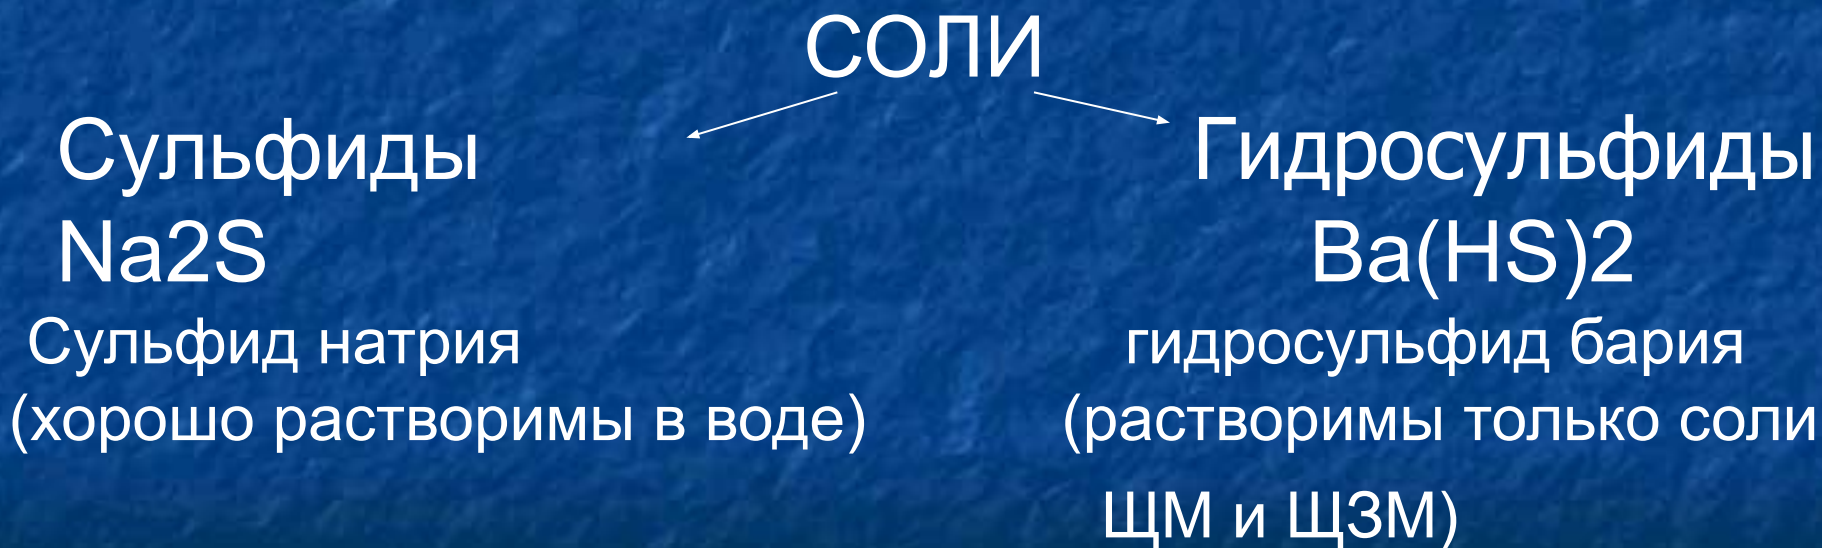 СОЛИ
Сульфиды
Na2S
Сульфид натрия
(хорошо растворимы в воде)
Гидросульфиды
Ba(HS)2
гидросульфид бария
(растворимы только соли
ЩМ и ЩЗМ)